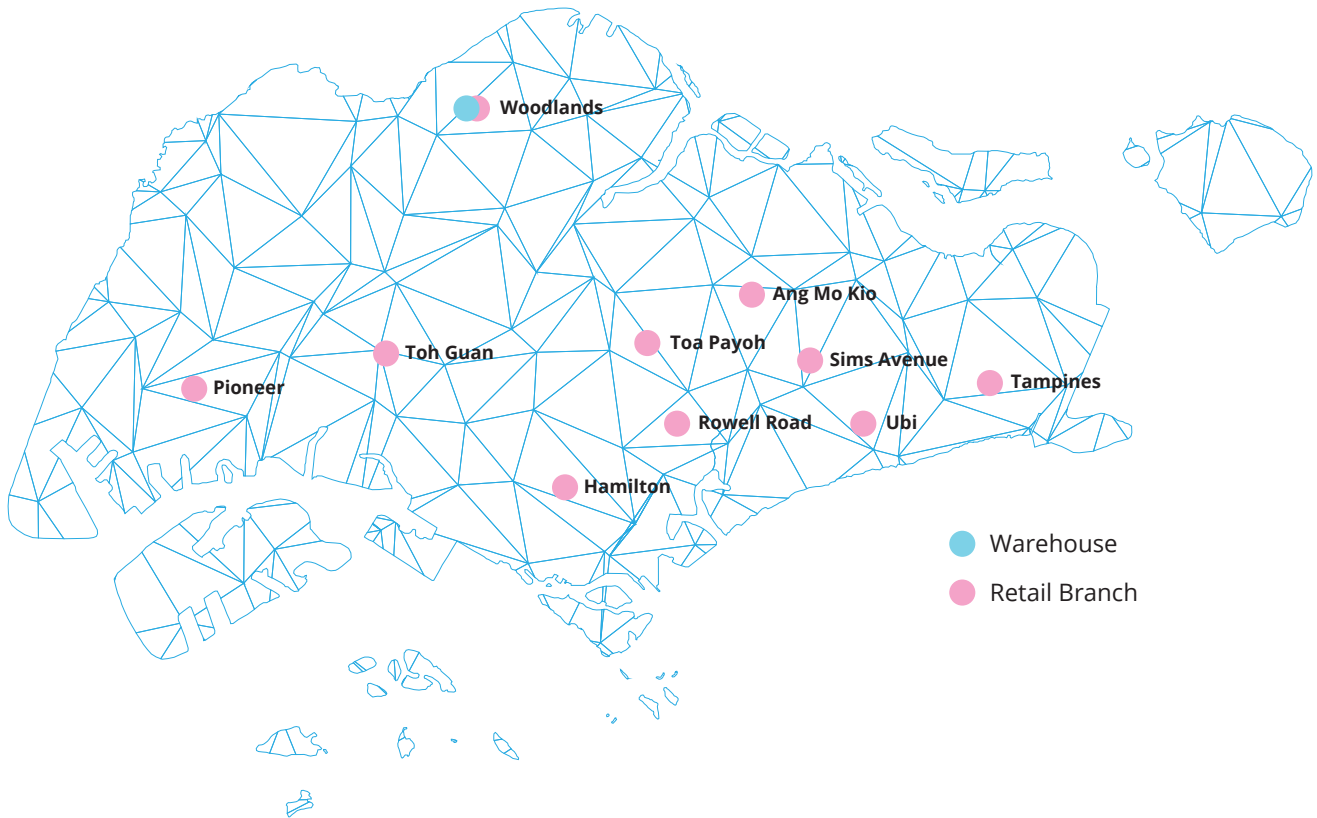 Woodlands
Ang Mo Kio
Toa Payoh
Toh Guan
Sims Avenue
Pioneer
Tampines
Rowell Road
Ubi
Hamilton
Warehouse
Retail Branch